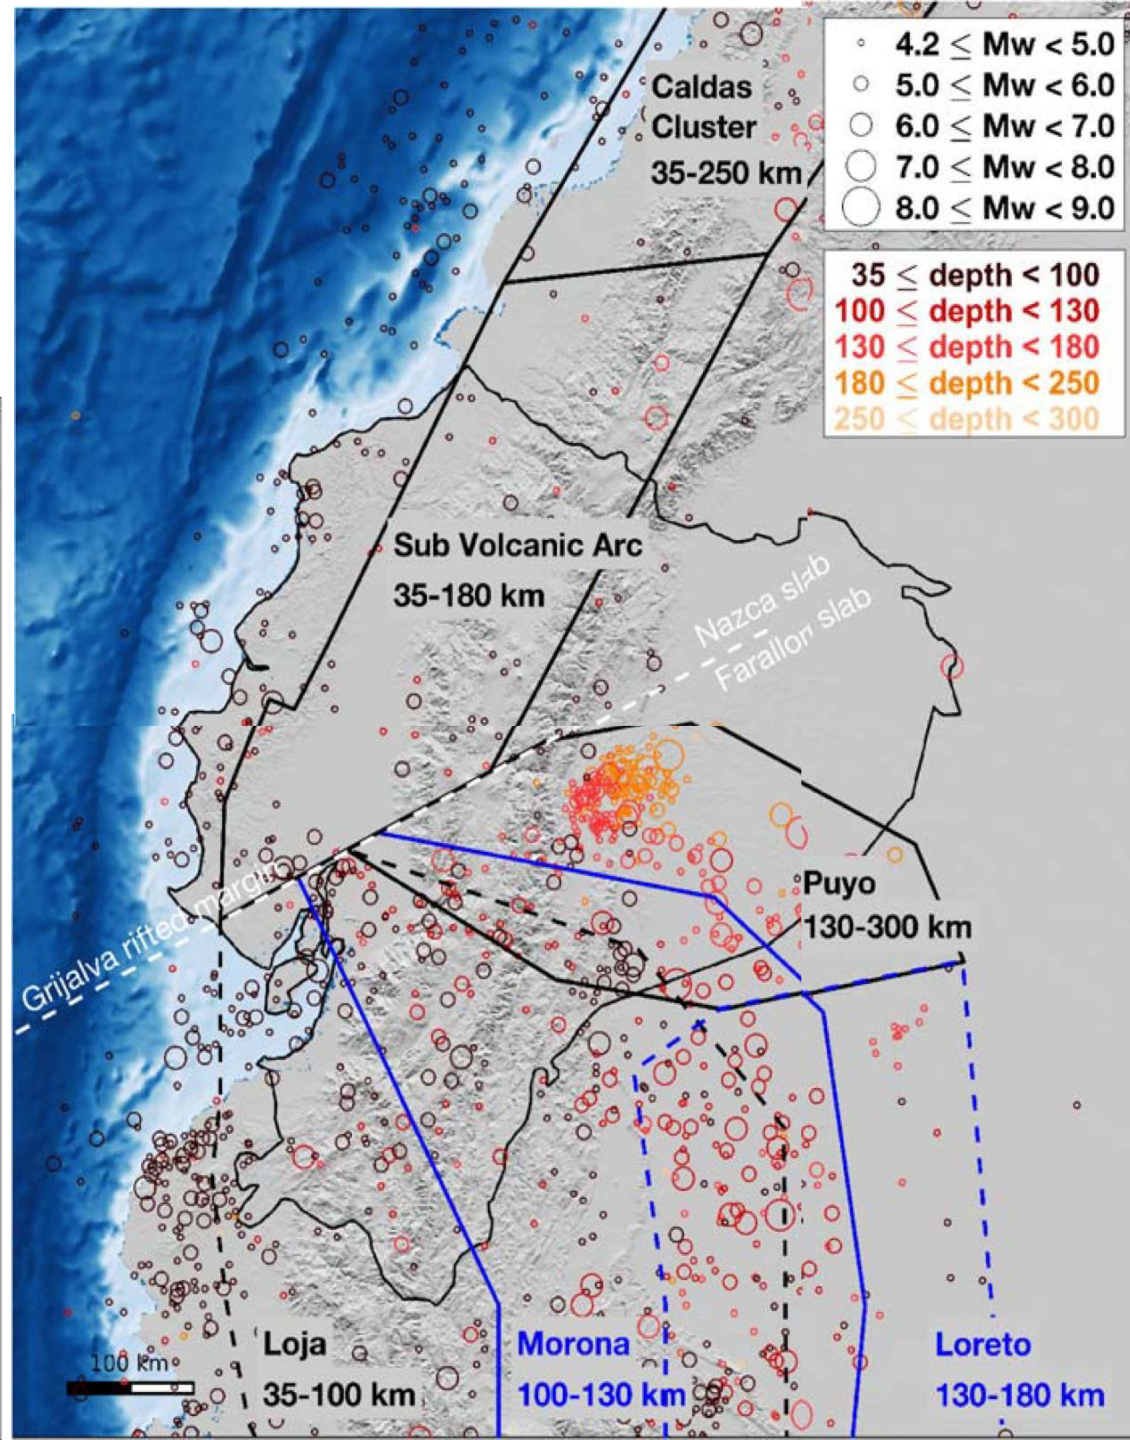 Caldas
Cluster
35-250 km
4.2 ≤ Mw < 5.0
5.0 ≤ Mw < 6.0
6.0 ≤ Mw < 7.0
7.0 ≤ Mw < 8.0
8.0 ≤ Mw < 9.0
35 ≤ depth < 100
100 ≤ depth < 130
130 ≤ depth < 180
180 ≤ depth < 250
250 ≤ depth < 300
Sub Volcanic Arc
35-180 km
Nazca slab
Farallon slab
Grijalva rifted margin
Puyo
130-300 km
Loja
35-100 km
Morona
100-130 km
Loreto
130-180 km
100 km